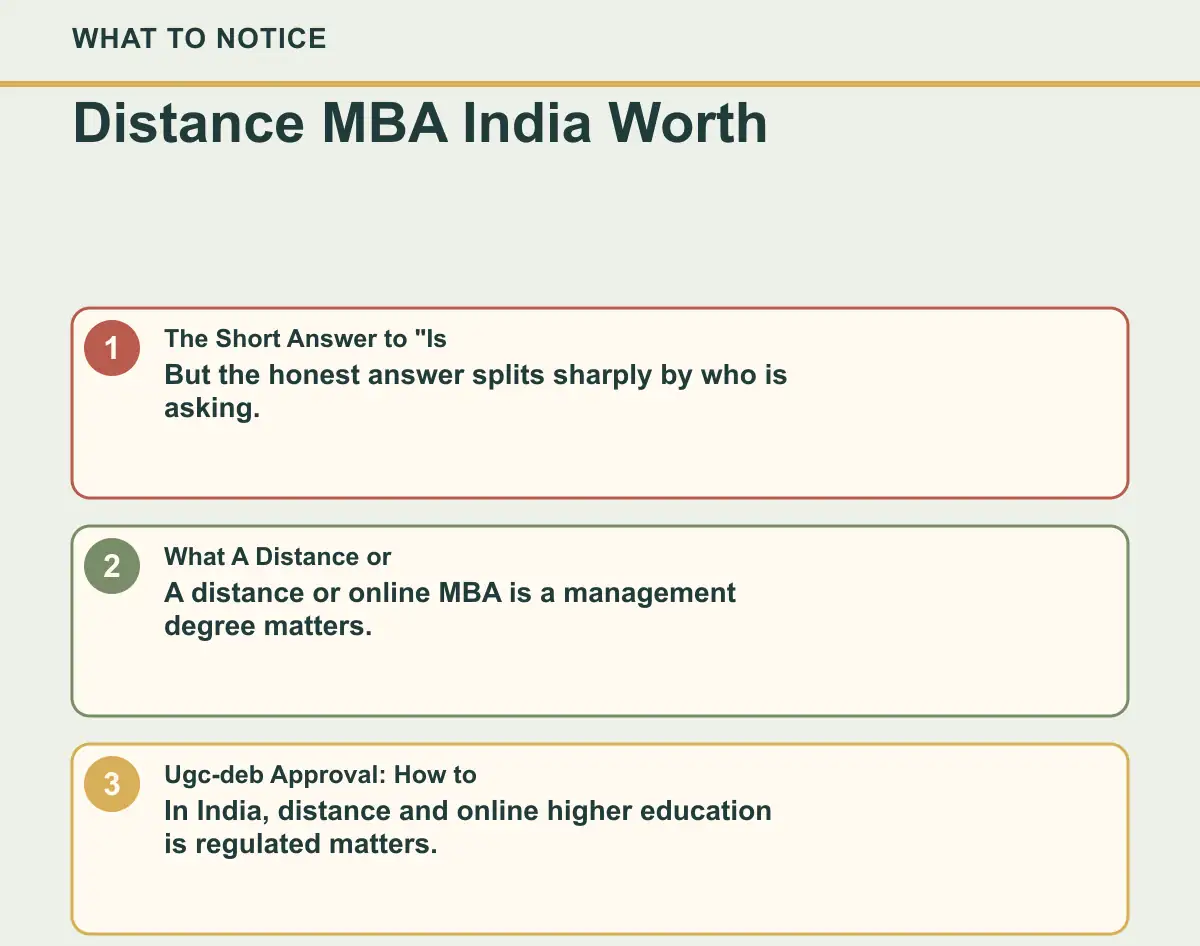 WHAT TO NOTICE
Distance MBA India Worth
1
The Short Answer to "Is
But the honest answer splits sharply by who is
asking.
2
What A Distance or
A distance or online MBA is a management
degree matters.
3
Ugc-deb Approval: How to
In India, distance and online higher education
is regulated matters.